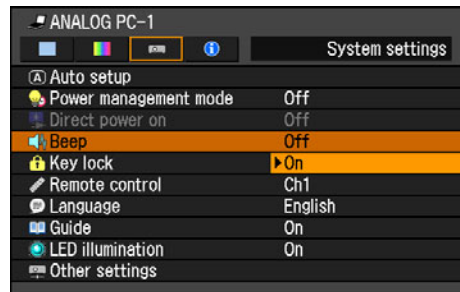 ANALOG PC-1
System settings
Auto setup
Power management mode Off
Direct power on Off
Beep Off
Key lock On
Remote control Ch1
Language English
Guide On
LED illumination On
Other settings